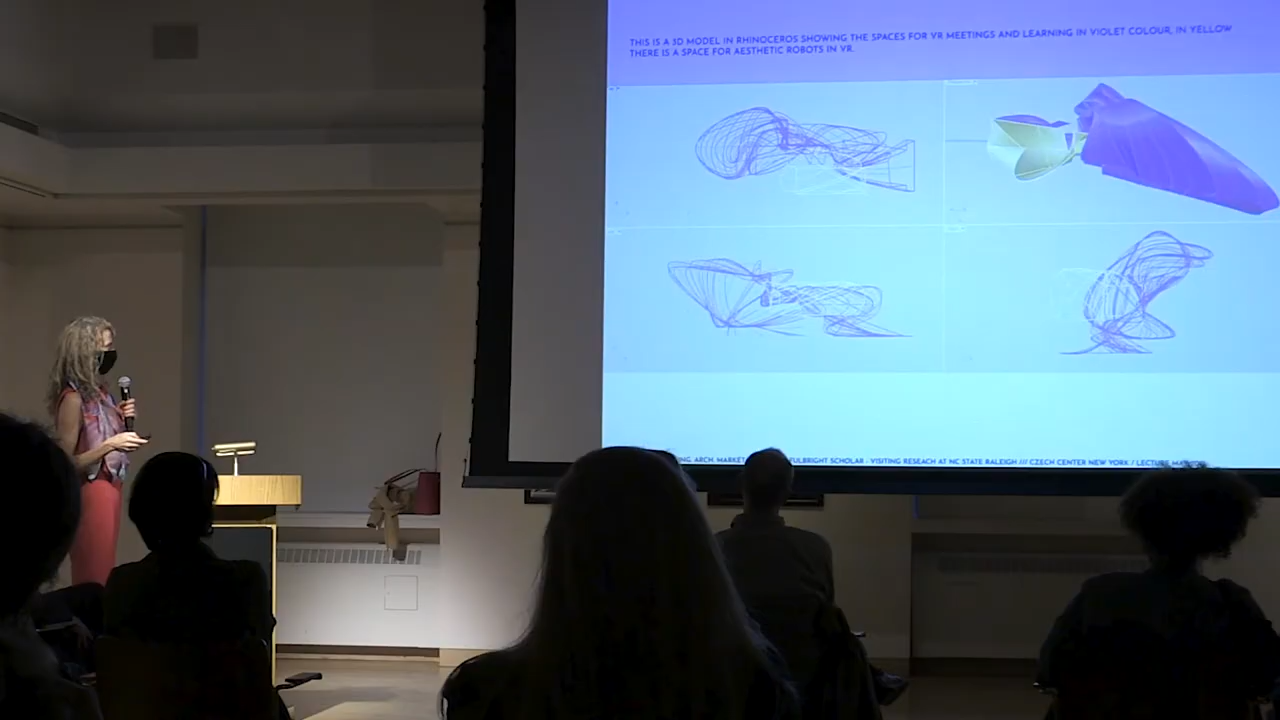 THIS IS A 3D MODEL IN RHINOCEROS SHOWING THE SPACES FOR VR MEETINGS AND LEARNING IN VIOLET COLOUR, IN YELLOW
THERE IS A SPACE FOR AESTHETIC ROBOTS IN VR.
ING. ARCH. MARKET FULBRIGHT SCHOLAR - VISITING RESEACH AT NC STATE RALEIGH /// CZECH CENTER NEW YORK / LECTURE